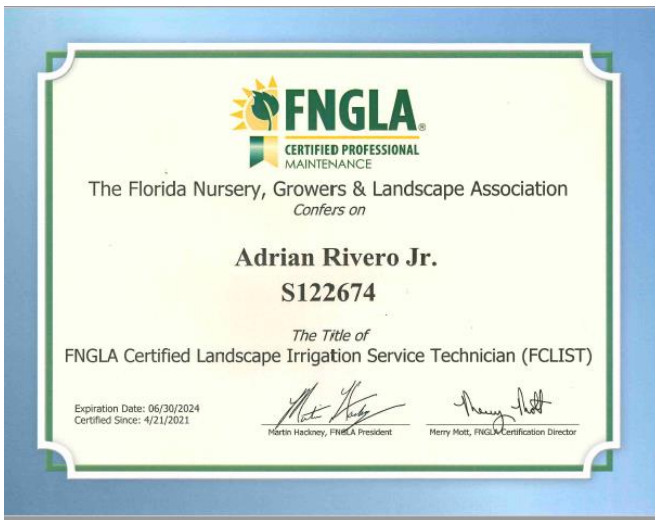 FNGLA®
CERTIFIED PROFESSIONAL
MAINTENANCE
The Florida Nursery, Growers & Landscape Association
Confers on
Adrian Rivero Jr.
S122674
The Title of
FNGLA Certified Landscape Irrigation Service Technician (FCLIST)
Expiration Date: 06/30/2024
Certified Since: 4/21/2021
Martin Hackney, FNGLA President
Merry Mott, FNGLA Certification Director